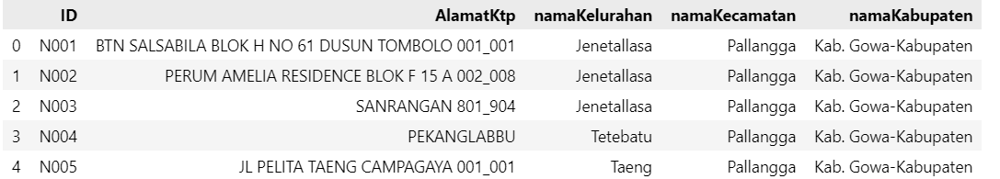 ID AlamatKtp namaKelurahan namaKecamatan namaKabupaten
0 N001 BTN SALSABILA BLOK H NO 61 DUSUN TOMBOLO 001_001 Jenetallasa Pallangga Kab. Gowa-Kabupaten
1 N002 PERUM AMELIA RESIDENCE BLOK F 15 A 002_008 Jenetallasa Pallangga Kab. Gowa-Kabupaten
2 N003 SANRANGAN 801_904 Jenetallasa Pallangga Kab. Gowa-Kabupaten
3 N004 PEKANGLABBU Tetebatu Pallangga Kab. Gowa-Kabupaten
4 N005 JL PELITA TAENG CAMPAGAYA 001_001 Taeng Pallangga Kab. Gowa-Kabupaten